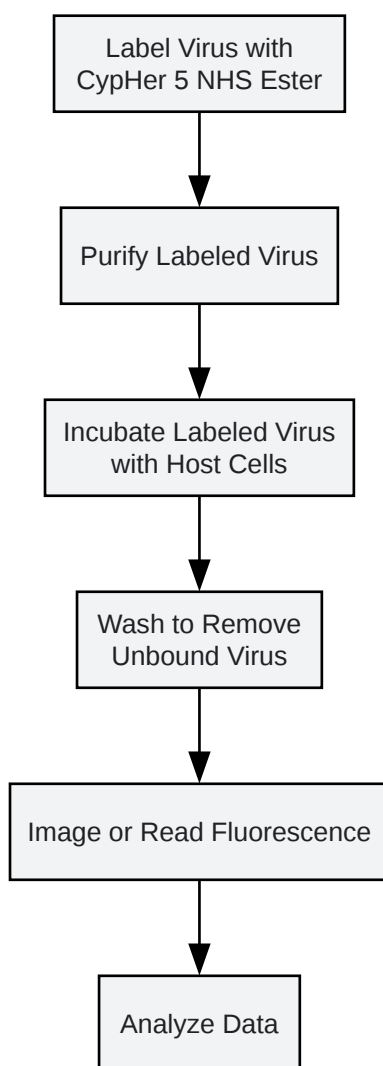 Label Virus with
CypHer 5 NHS Ester
Purify Labeled Virus
Incubate Labeled Virus
with Host Cells
Wash to Remove
Unbound Virus
Image or Read Fluorescence
Analyze Data